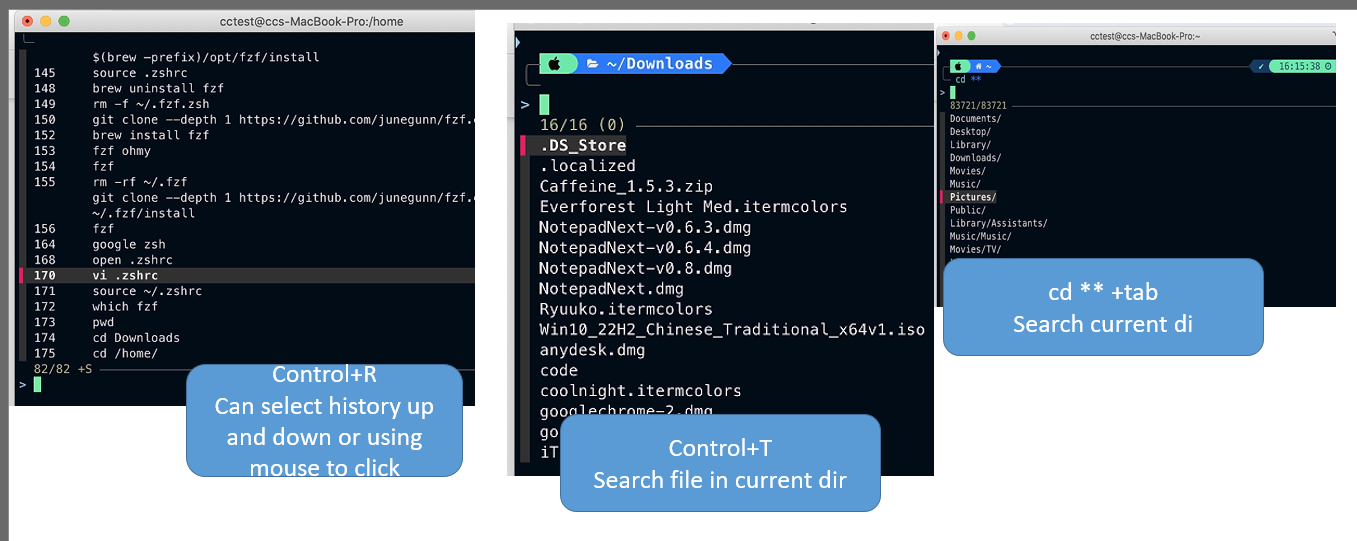 cctest@ccs-MacBook-Pro:/home
$(brew —prefix)/opt/fzf/install
145 source .zshrc
148 brew uninstall fzf
149 rm -f ~/.fzf.zsh
150 git clone --depth 1 https://github.com/junegunn/fzf.
152 brew install fzf
153 fzf ohmy
154 fzf
155 rm -rf ~/.fzf
git clone --depth 1 https://github.com/junegunn/fzf.
~/.fzf/install
156 fzf
164 google zsh
168 open .zshrc
170 vi .zshrc
171 source ~/.zshrc
172 which fzf
173 pwd
174 cd Downloads
175 cd /home/
82/82 +S
>
Control+R
Can select history up
and down or using
mouse to click
~/Downloads
>
16/16 (0)
.DS_Store
.localized
Caffeine_1.5.3.zip
Everforest Light Med.itermcolors
NotepadNext-v0.6.3.dmg
NotepadNext-v0.6.4.dmg
NotepadNext-v0.8.dmg
NotepadNext.dmg
Ryuuko.itermcolors
Win10_22H2_Chinese_Traditional_x64v1.iso
anydesk.dmg
code
coolnight.itermcolors
googlechrome-2.dmg
go
iT
Control+T
Search file in current dir
cctest@ccs-MacBook-Pro:~
~ ✓ 16:15:38
cd **
>
83721/83721
Documents/
Desktop/
Library/
Downloads/
Movies/
Music/
Pictures/
Public/
Library/Assistants/
Music/Music/
Movies/TV/
cd ** +tab
Search current di